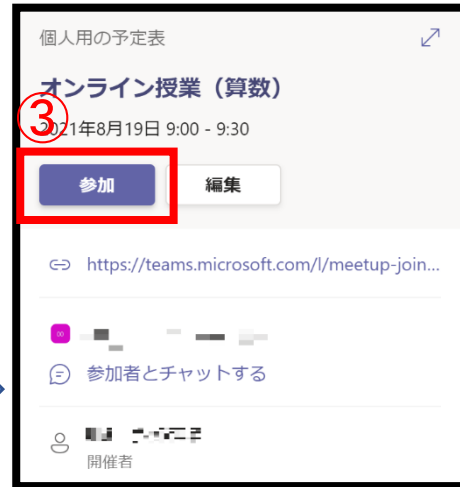 個人用の予定表
オンライン授業（算数）
③
2021年8月19日 9:00 - 9:30
参加
編集
https://teams.microsoft.com/l/meetup-join...
参加者とチャットする
開催者